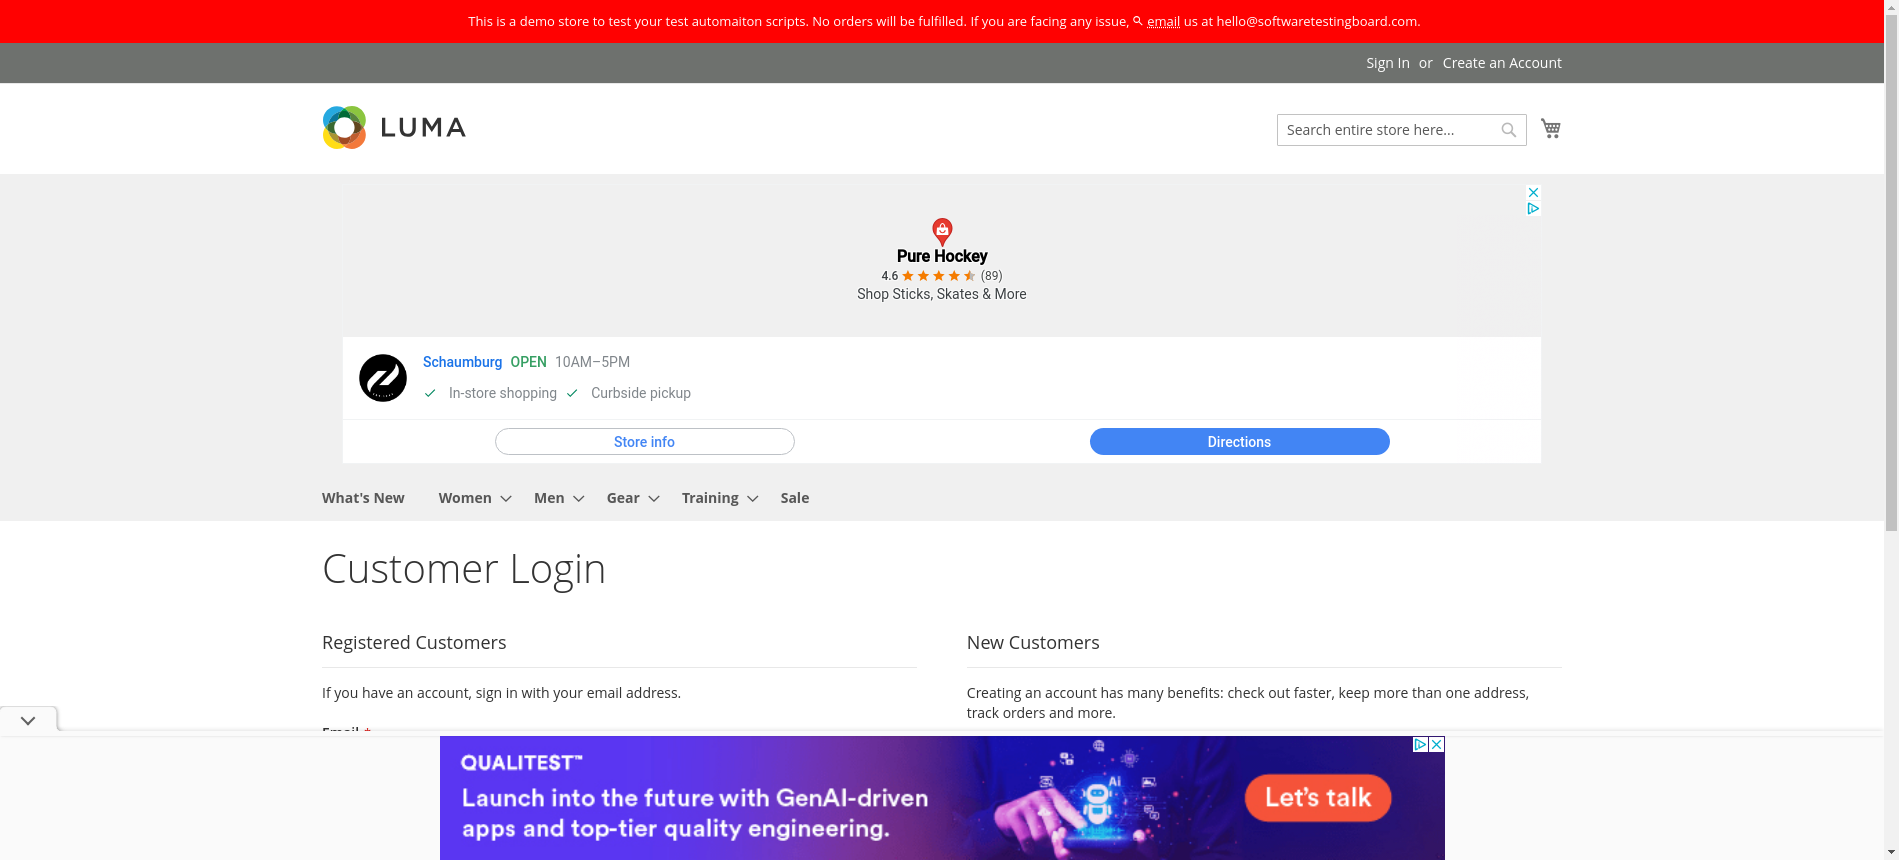 This is a demo store to test your test automaiton scripts. No orders will be fulfilled. If you are facing any issue, email us at hello@softwaretestingboard.com.
Sign In or Create an Account
LUMA
Search entire store here...
Pure Hockey
4.6 (89)
Shop Sticks, Skates & More
Schaumburg OPEN 10AM–5PM
In-store shopping Curbside pickup
Store info
Directions
What's New Women Men Gear Training Sale
Customer Login
Registered Customers
If you have an account, sign in with your email address.
Email *
New Customers
Creating an account has many benefits: check out faster, keep more than one address,
track orders and more.
QUALITEST™
Launch into the future with GenAI-driven
apps and top-tier quality engineering.
Ai
Let's talk